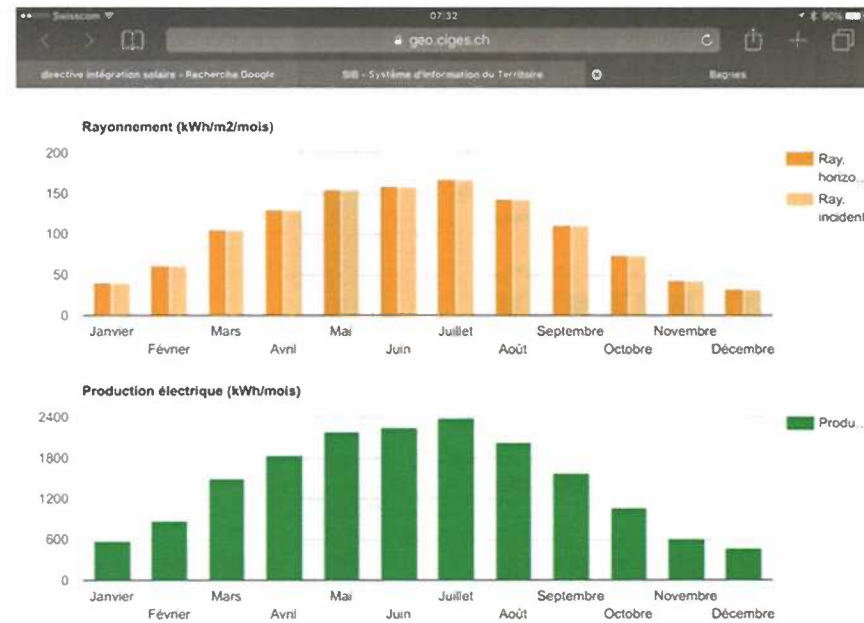 Swisscom 07:32 90%
geo.ciges.ch
directive intégration solaire - Recherche Google SIB - Système d'Information du Territoire Bagnes
Rayonnement (kWh/m2/mois)
200
150
100
50
0
Ray. horizo...
Ray. incident
Janvier Mars Mai Juillet Septembre Novembre
Février Avril Juin Août Octobre Décembre
Production électrique (kWh/mois)
2400
1800
1200
600
0
Produ...
Janvier Mars Mai Juillet Septembre Novembre
Février Avril Juin Août Octobre Décembre